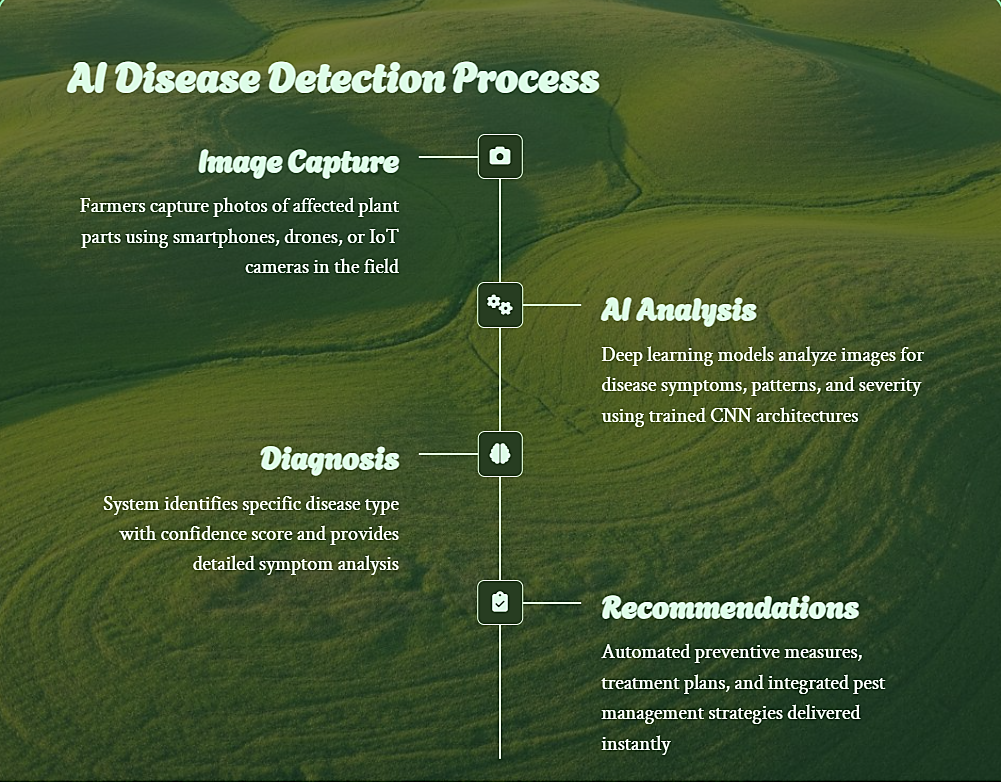 AI Disease Detection Process
Image Capture
Farmers capture photos of affected plant
parts using smartphones, drones, or IoT
cameras in the field
AI Analysis
Deep learning models analyze images for
disease symptoms, patterns, and severity
using trained CNN architectures
Diagnosis
System identifies specific disease type
with confidence score and provides
detailed symptom analysis
Recommendations
Automated preventive measures,
treatment plans, and integrated pest
management strategies delivered
instantly